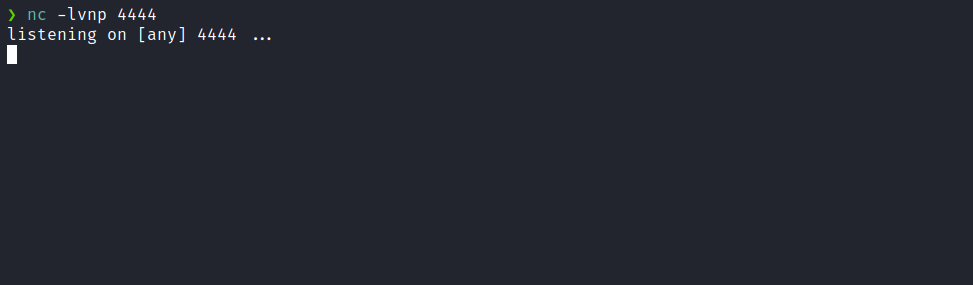 ❯ nc -lvnp 4444
listening on [any] 4444 ...